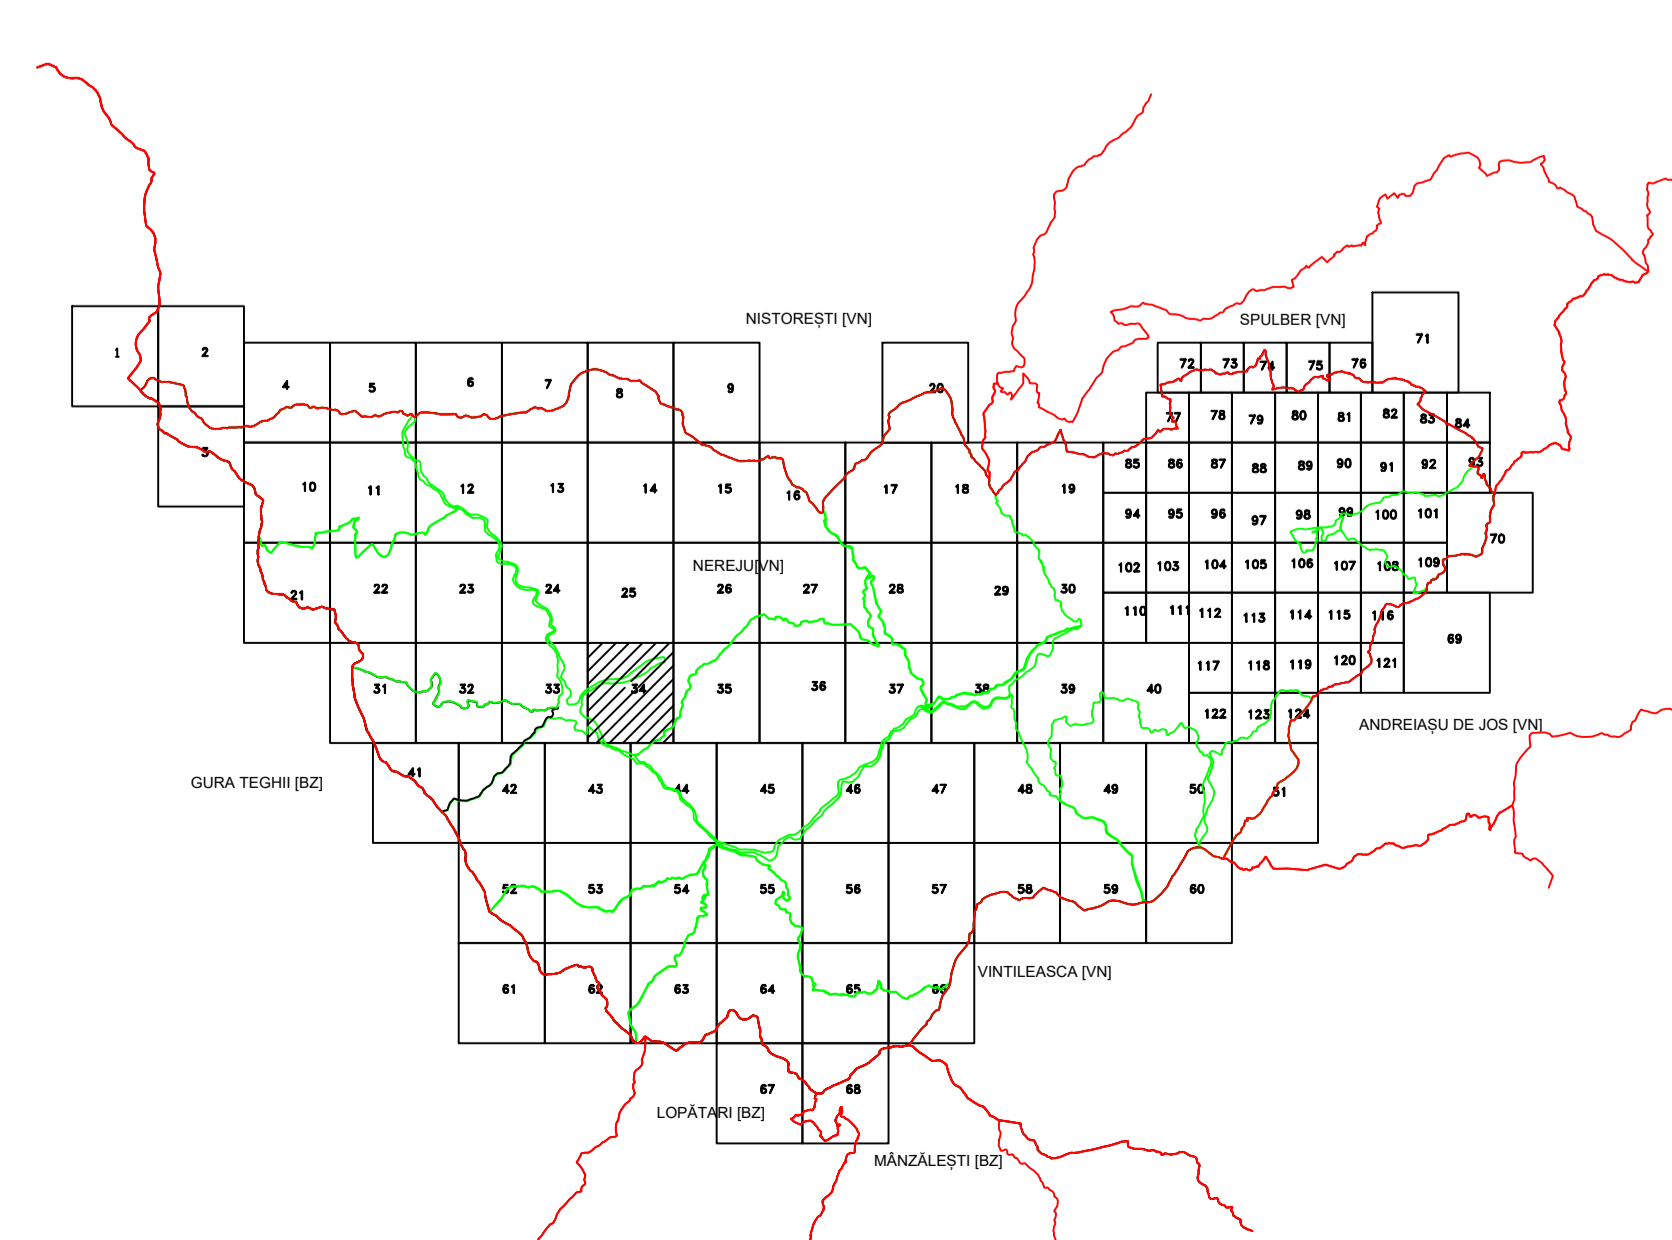 NISTOREȘTI [VN]
SPULBER [VN]
71
1 2
4 5 6 7 8 9 20
72 73 74 75 76
77 78 79 80 81 82 83 84
3
10 11 12 13 14 15 16 17 18 19
85 86 87 88 89 90 91 92 93
94 95 96 97 98 99 100 101
70
NEREJU[VN]
21 22 23 24 25 26 27 28 29 30
102 103 104 105 106 107 108 109
110 111 112 113 114 115 116
69
31 32 33 34 35 36 37 38 39 40
117 118 119 120 121
122 123 124
ANDREIAȘU DE JOS [VN]
GURA TEGHII [BZ]
41 42 43 44 45 46 47 48 49 50 51
52 53 54 55 56 57 58 59 60
VINTILEASCA [VN]
61 62 63 64 65 66
67 68
LOPĂTARI [BZ]
MÂNZĂLEȘTI [BZ]